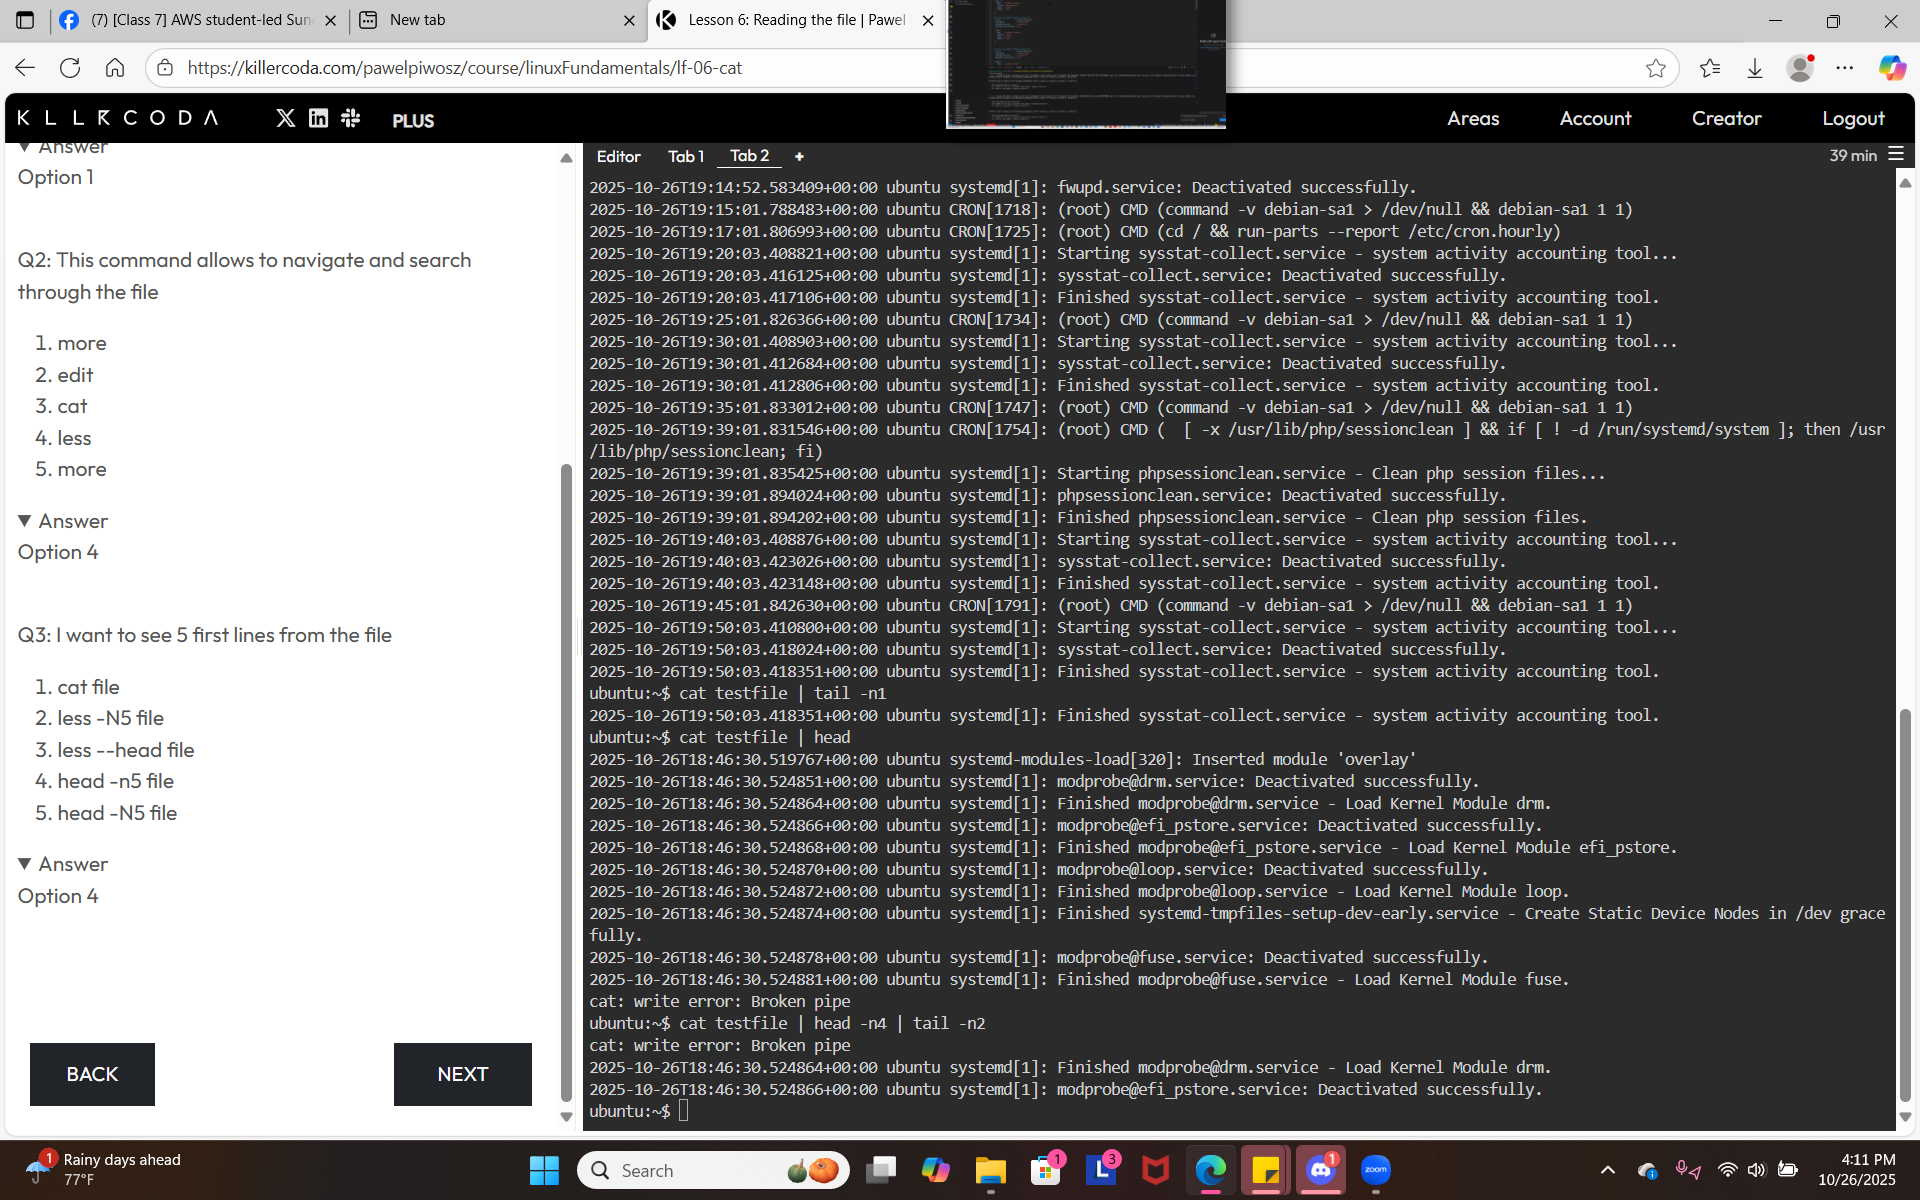 (7) [Class 7] AWS student-led Sun
New tab
Lesson 6: Reading the file | Pawel
https://killercoda.com/pawelpiwosz/course/linuxFundamentals/lf-06-cat
KILLERCODA
PLUS
Areas
Account
Creator
Logout
Answer
Option 1
Q2: This command allows to navigate and search
through the file
1. more
2. edit
3. cat
4. less
5. more
Answer
Option 4
Q3: I want to see 5 first lines from the file
1. cat file
2. less -N5 file
3. less --head file
4. head -n5 file
5. head -N5 file
Answer
Option 4
BACK
NEXT
Editor
Tab 1
Tab 2
+
39 min
2025-10-26T19:14:52.583409+00:00 ubuntu systemd[1]: fwupd.service: Deactivated successfully.
2025-10-26T19:15:01.788483+00:00 ubuntu CRON[1718]: (root) CMD (command -v debian-sa1 > /dev/null && debian-sa1 1 1)
2025-10-26T19:17:01.806993+00:00 ubuntu CRON[1725]: (root) CMD (cd / && run-parts --report /etc/cron.hourly)
2025-10-26T19:20:03.408821+00:00 ubuntu systemd[1]: Starting sysstat-collect.service - system activity accounting tool...
2025-10-26T19:20:03.416125+00:00 ubuntu systemd[1]: sysstat-collect.service: Deactivated successfully.
2025-10-26T19:20:03.417106+00:00 ubuntu systemd[1]: Finished sysstat-collect.service - system activity accounting tool.
2025-10-26T19:25:01.826366+00:00 ubuntu CRON[1734]: (root) CMD (command -v debian-sa1 > /dev/null && debian-sa1 1 1)
2025-10-26T19:30:01.408903+00:00 ubuntu systemd[1]: Starting sysstat-collect.service - system activity accounting tool...
2025-10-26T19:30:01.412684+00:00 ubuntu systemd[1]: sysstat-collect.service: Deactivated successfully.
2025-10-26T19:30:01.412806+00:00 ubuntu systemd[1]: Finished sysstat-collect.service - system activity accounting tool.
2025-10-26T19:35:01.833012+00:00 ubuntu CRON[1747]: (root) CMD (command -v debian-sa1 > /dev/null && debian-sa1 1 1)
2025-10-26T19:39:01.831546+00:00 ubuntu CRON[1754]: (root) CMD (  [ -x /usr/lib/php/sessionclean ] && if [ ! -d /run/systemd/system ]; then /usr
/lib/php/sessionclean; fi)
2025-10-26T19:39:01.835425+00:00 ubuntu systemd[1]: Starting phpsessionclean.service - Clean php session files...
2025-10-26T19:39:01.894024+00:00 ubuntu systemd[1]: phpsessionclean.service: Deactivated successfully.
2025-10-26T19:39:01.894202+00:00 ubuntu systemd[1]: Finished phpsessionclean.service - Clean php session files.
2025-10-26T19:40:03.408876+00:00 ubuntu systemd[1]: Starting sysstat-collect.service - system activity accounting tool...
2025-10-26T19:40:03.423026+00:00 ubuntu systemd[1]: sysstat-collect.service: Deactivated successfully.
2025-10-26T19:40:03.423148+00:00 ubuntu systemd[1]: Finished sysstat-collect.service - system activity accounting tool.
2025-10-26T19:45:01.842630+00:00 ubuntu CRON[1791]: (root) CMD (command -v debian-sa1 > /dev/null && debian-sa1 1 1)
2025-10-26T19:50:03.410800+00:00 ubuntu systemd[1]: Starting sysstat-collect.service - system activity accounting tool...
2025-10-26T19:50:03.418024+00:00 ubuntu systemd[1]: sysstat-collect.service: Deactivated successfully.
2025-10-26T19:50:03.418351+00:00 ubuntu systemd[1]: Finished sysstat-collect.service - system activity accounting tool.
ubuntu:~$ cat testfile | tail -n1
2025-10-26T19:50:03.418351+00:00 ubuntu systemd[1]: Finished sysstat-collect.service - system activity accounting tool.
ubuntu:~$ cat testfile | head
2025-10-26T18:46:30.519767+00:00 ubuntu systemd-modules-load[320]: Inserted module 'overlay'
2025-10-26T18:46:30.524851+00:00 ubuntu systemd[1]: modprobe@drm.service: Deactivated successfully.
2025-10-26T18:46:30.524864+00:00 ubuntu systemd[1]: Finished modprobe@drm.service - Load Kernel Module drm.
2025-10-26T18:46:30.524866+00:00 ubuntu systemd[1]: modprobe@efi_pstore.service: Deactivated successfully.
2025-10-26T18:46:30.524868+00:00 ubuntu systemd[1]: Finished modprobe@efi_pstore.service - Load Kernel Module efi_pstore.
2025-10-26T18:46:30.524870+00:00 ubuntu systemd[1]: modprobe@loop.service: Deactivated successfully.
2025-10-26T18:46:30.524872+00:00 ubuntu systemd[1]: Finished modprobe@loop.service - Load Kernel Module loop.
2025-10-26T18:46:30.524874+00:00 ubuntu systemd[1]: Finished systemd-tmpfiles-setup-dev-early.service - Create Static Device Nodes in /dev grace
fully.
2025-10-26T18:46:30.524878+00:00 ubuntu systemd[1]: modprobe@fuse.service: Deactivated successfully.
2025-10-26T18:46:30.524881+00:00 ubuntu systemd[1]: Finished modprobe@fuse.service - Load Kernel Module fuse.
cat: write error: Broken pipe
ubuntu:~$ cat testfile | head -n4 | tail -n2
cat: write error: Broken pipe
2025-10-26T18:46:30.524864+00:00 ubuntu systemd[1]: Finished modprobe@drm.service - Load Kernel Module drm.
2025-10-26T18:46:30.524866+00:00 ubuntu systemd[1]: modprobe@efi_pstore.service: Deactivated successfully.
ubuntu:~$
1
Rainy days ahead
77°F
Search
1
L
3
1
zoom
4:11 PM
10/26/2025